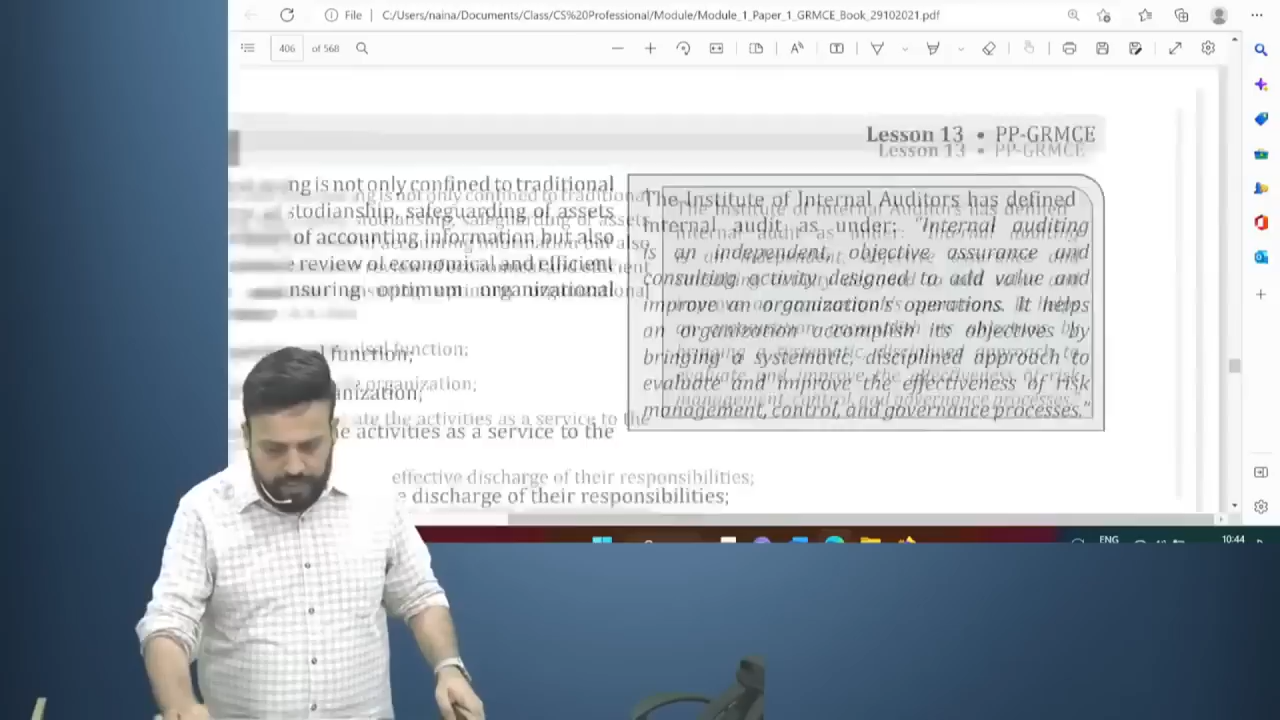 File
C:/Users/naina/Documents/Class/CS%20Professional/Module/Module_1_Paper_1_GRMCE_Book_29102021.pdf
406 of 568
Lesson 13 • PP-GRMCE
ng is not only confined to traditional
stodianship, safeguarding of assets
of accounting information but also
e review of economical and efficient
nsuring optimum organizational
l function;
anization;
e activities as a service to the
e discharge of their responsibilities;
The Institute of Internal Auditors has defined
internal audit as under: "Internal auditing
is an independent, objective assurance and
consulting activity designed to add value and
improve an organization's operations. It helps
an organization accomplish its objectives by
bringing a systematic, disciplined approach to
evaluate and improve the effectiveness of risk
management, control, and governance processes."
ENG
10:44